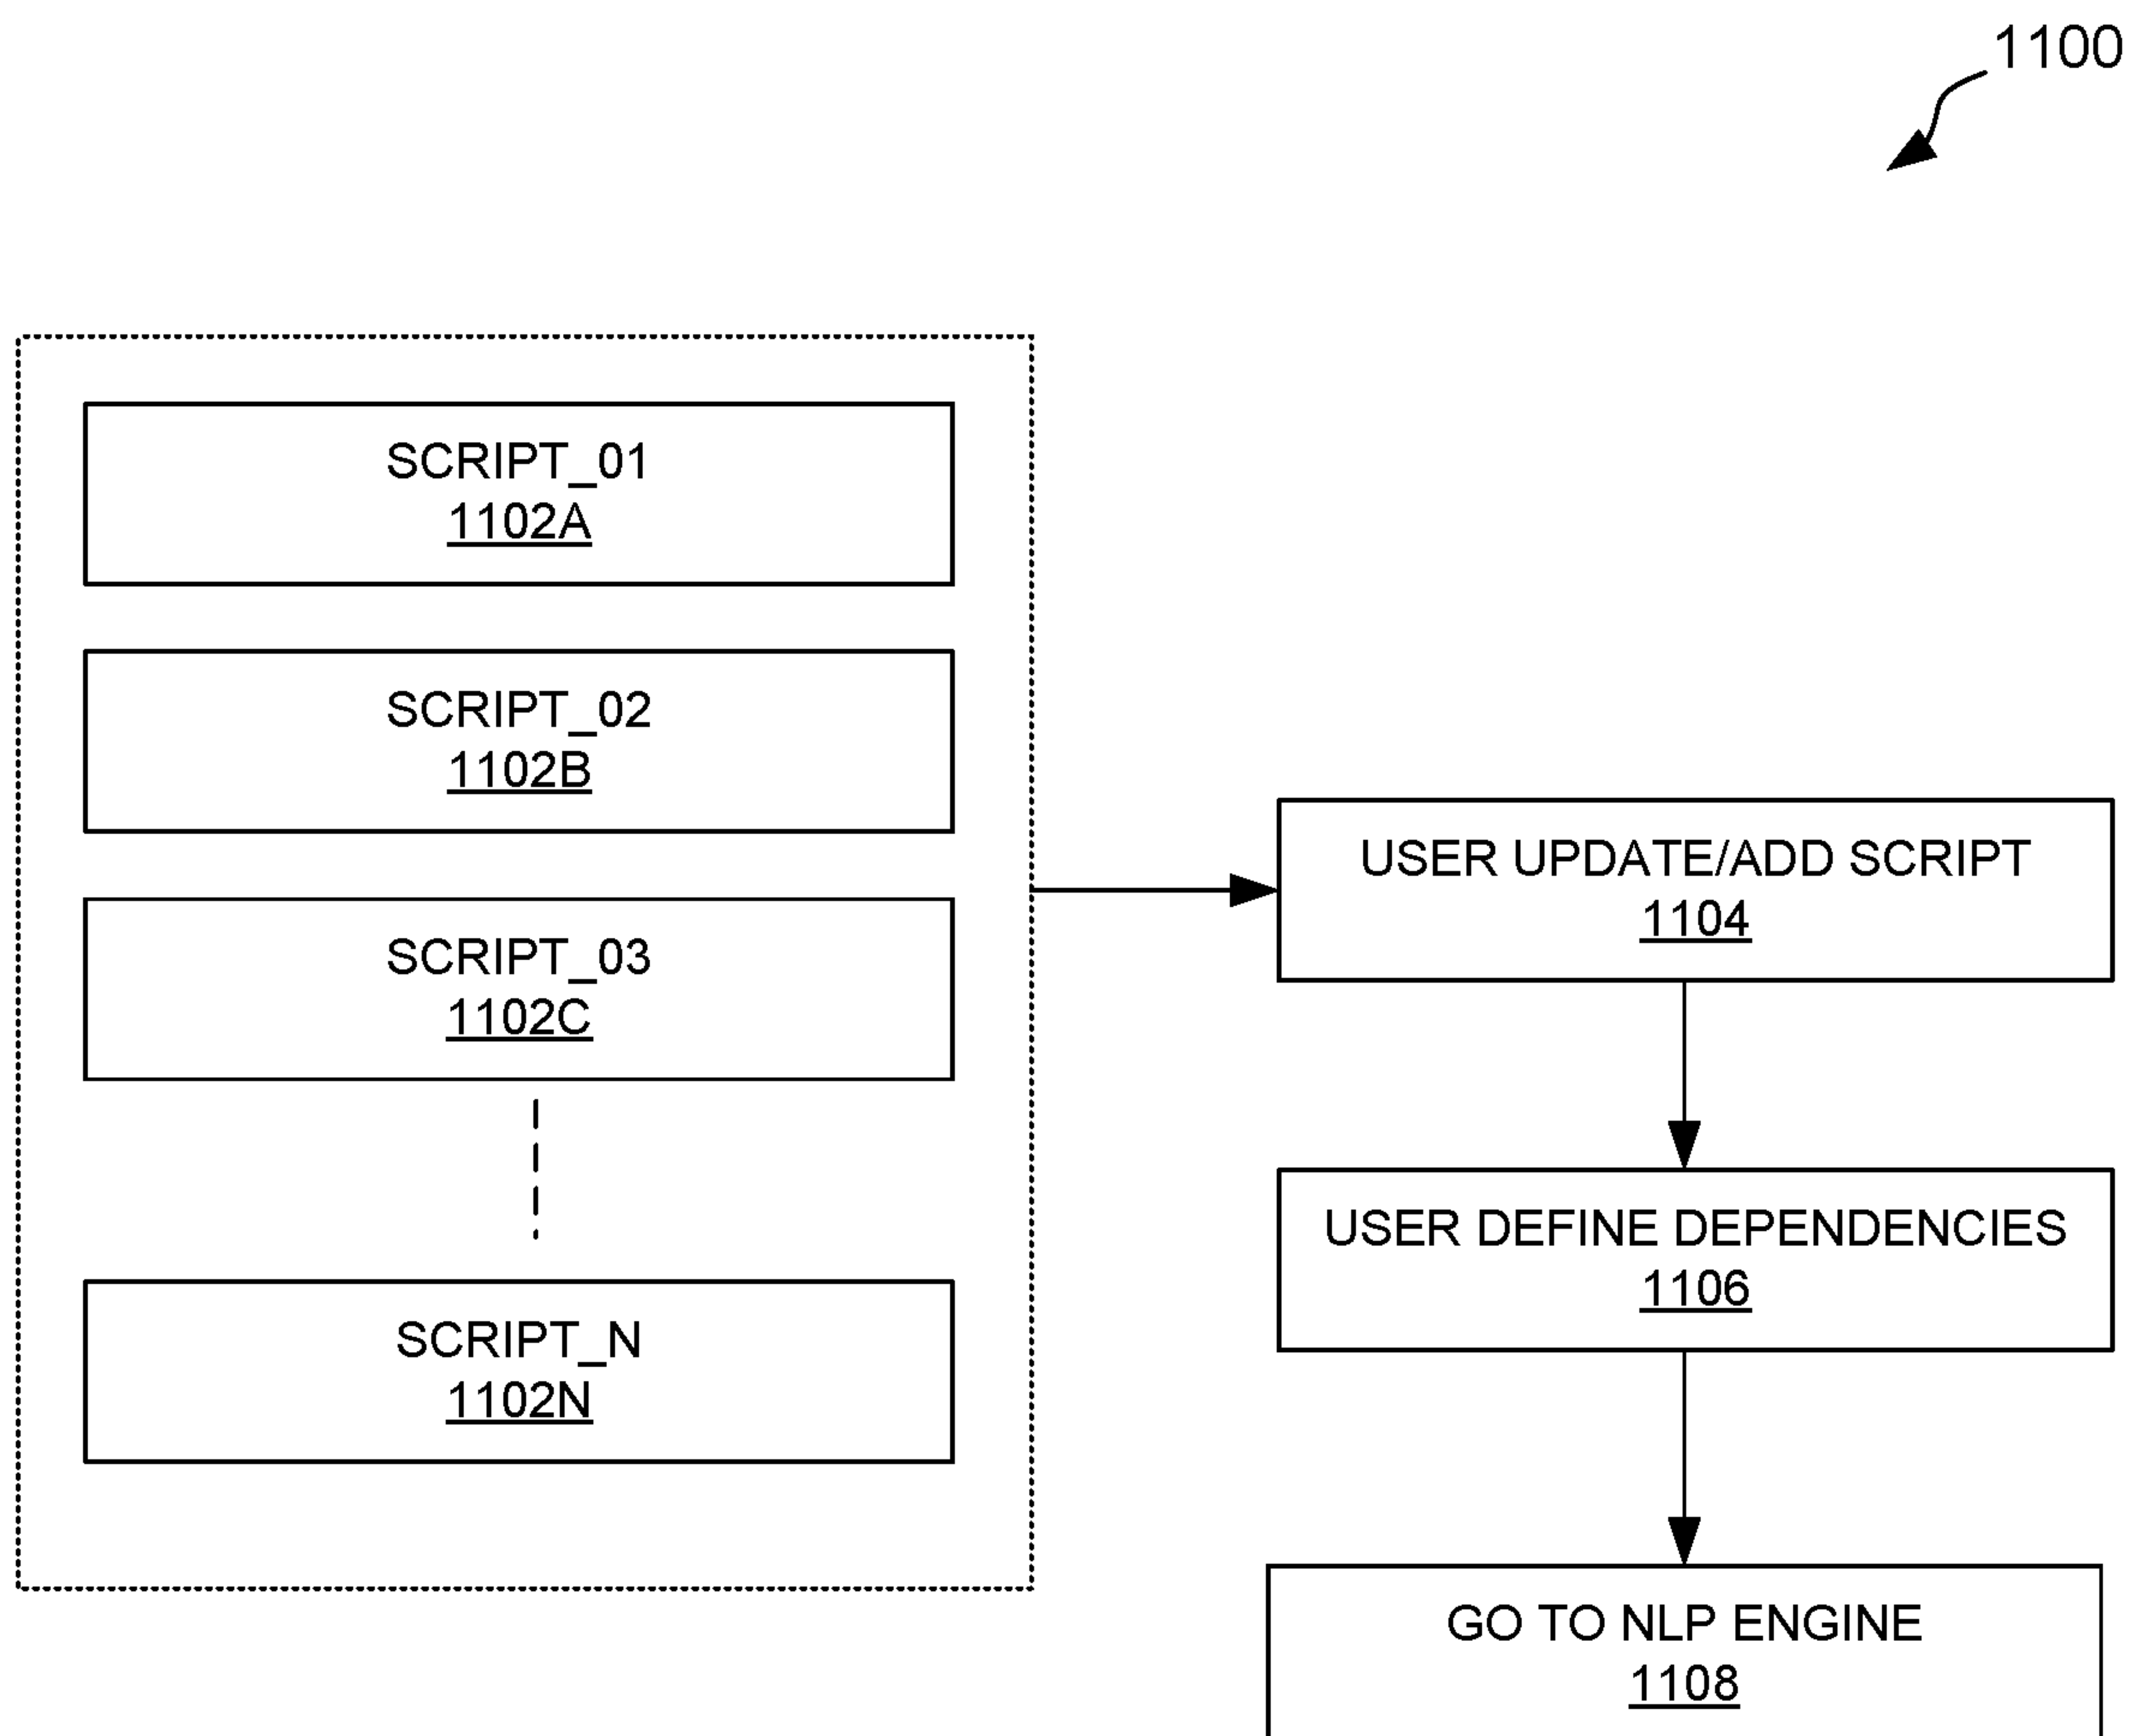 1100
SCRIPT_01
1102A
SCRIPT_02
1102B
SCRIPT_03
1102C
SCRIPT_N
1102N
USER UPDATE/ADD SCRIPT
1104
USER DEFINE DEPENDENCIES
1106
GO TO NLP ENGINE
1108